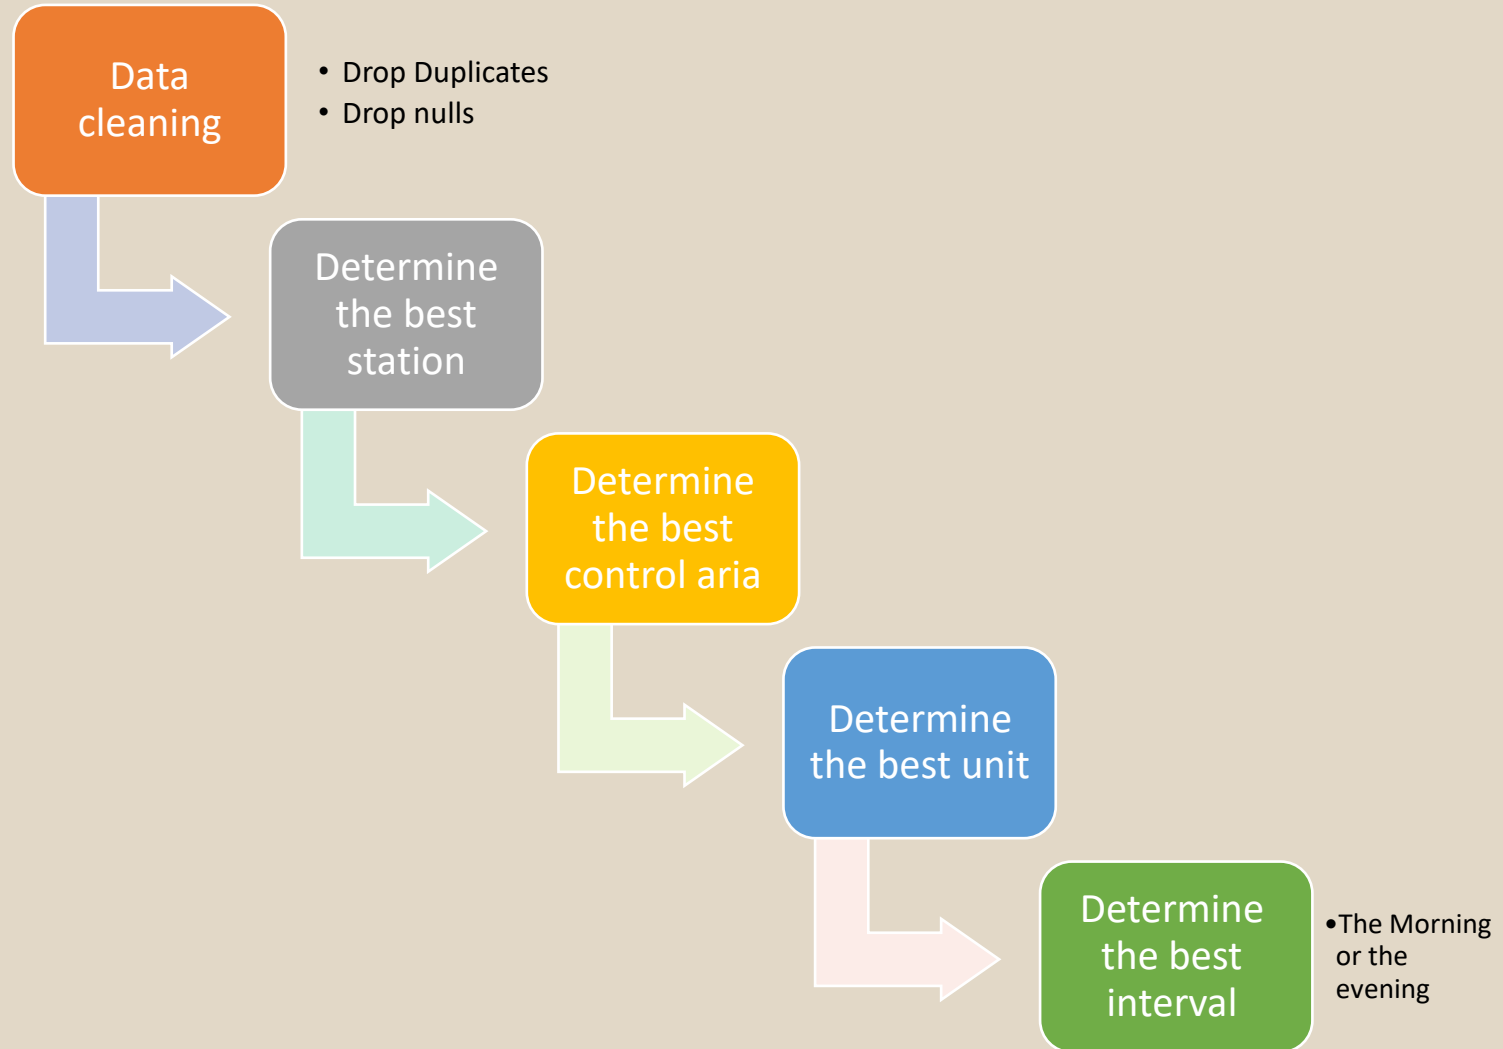 Data
cleaning
• Drop Duplicates
• Drop nulls
Determine
the best
station
Determine
the best
control aria
Determine
the best unit
Determine
the best
interval
•The Morning
or the
evening